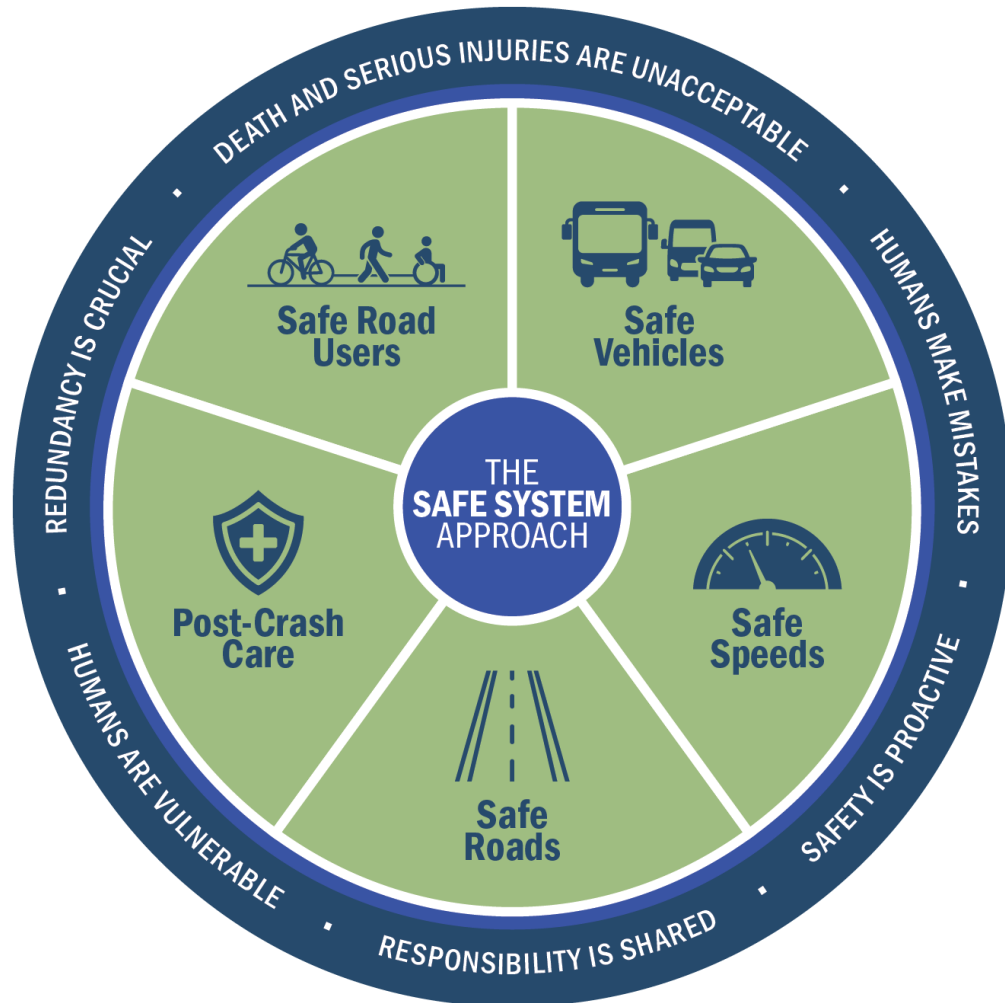 DEATH AND SERIOUS INJURIES ARE UNACCEPTABLE
HUMANS MAKE MISTAKES
SAFETY IS PROACTIVE
RESPONSIBILITY IS SHARED
HUMANS ARE VULNERABLE
REDUNDANCY IS CRUCIAL
Safe Road
Users
Safe
Vehicles
THE
SAFE SYSTEM
APPROACH
Post-Crash
Care
Safe
Speeds
Safe
Roads